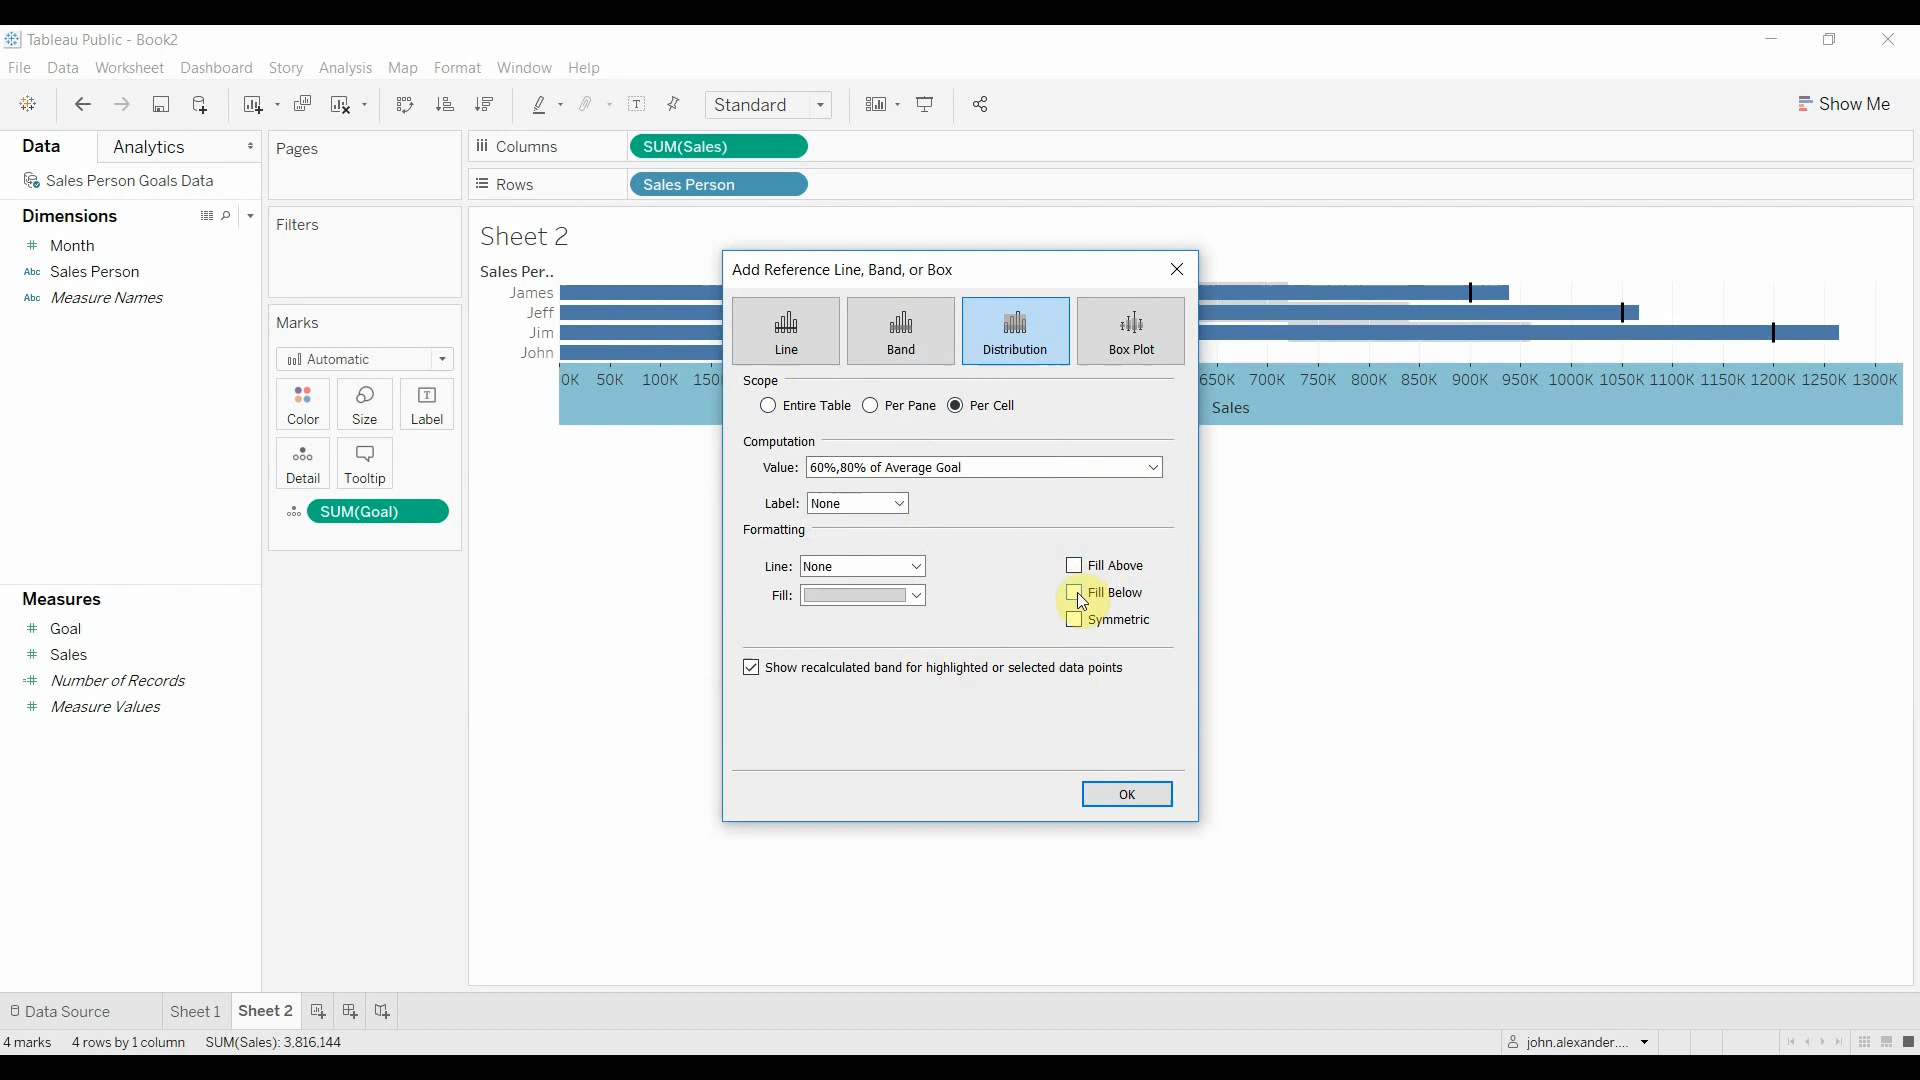 Tableau Public - Book2
File Data Worksheet Dashboard Story Analysis Map Format Window Help
Standard
Show Me
Data Analytics
Sales Person Goals Data
Dimensions
Month
Abc Sales Person
Abc Measure Names
Measures
Goal
Sales
Number of Records
Measure Values
Pages
Filters
Marks
Automatic
Color Size Label
Detail Tooltip
SUM(Goal)
Columns SUM(Sales)
Rows Sales Person
Sheet 2
Sales Per..
James
Jeff
Jim
John
0K 50K 100K 150 650K 700K 750K 800K 850K 900K 950K 1000K 1050K 1100K 1150K 1200K 1250K 1300K
Sales
Add Reference Line, Band, or Box
Line Band Distribution Box Plot
Scope
Entire Table Per Pane Per Cell
Computation
Value: 60%,80% of Average Goal
Label: None
Formatting
Line: None
Fill Above
Fill:
Fill Below
Symmetric
Show recalculated band for highlighted or selected data points
OK
Data Source Sheet 1 Sheet 2
4 marks 4 rows by 1 column SUM(Sales): 3,816,144
john.alexander....